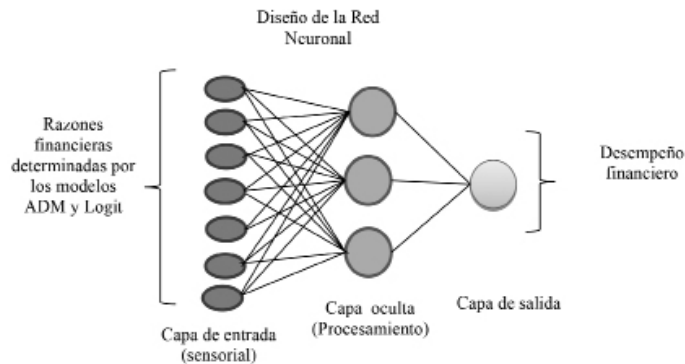 Diseño de la Red
Neuronal
Razones
financieras
determinadas por
los modelos
ADM y Logit
Desempeño
financiero
Capa de entrada
(sensorial)
Capa oculta
(Procesamiento)
Capa de salida